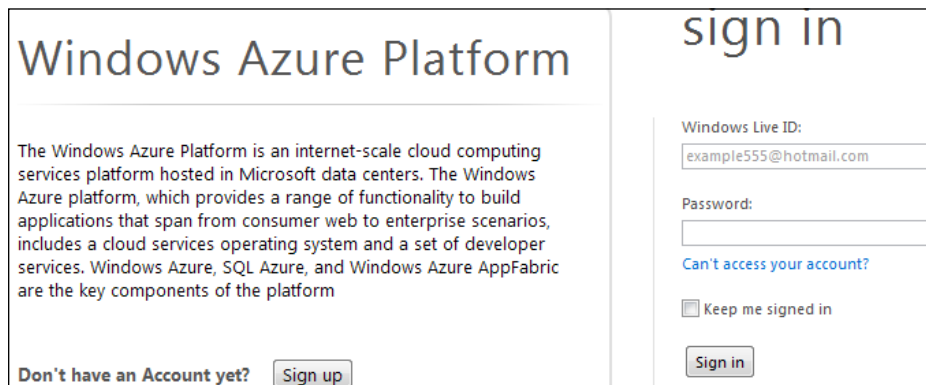 Windows Azure Platform
The Windows Azure Platform is an internet-scale cloud computing
services platform hosted in Microsoft data centers. The Windows
Azure platform, which provides a range of functionality to build
applications that span from consumer web to enterprise scenarios,
includes a cloud services operating system and a set of developer
services. Windows Azure, SQL Azure, and Windows Azure AppFabric
are the key components of the platform
Don't have an Account yet? Sign up
sign in
Windows Live ID:
example555@hotmail.com
Password:
Can't access your account?
Keep me signed in
Sign in